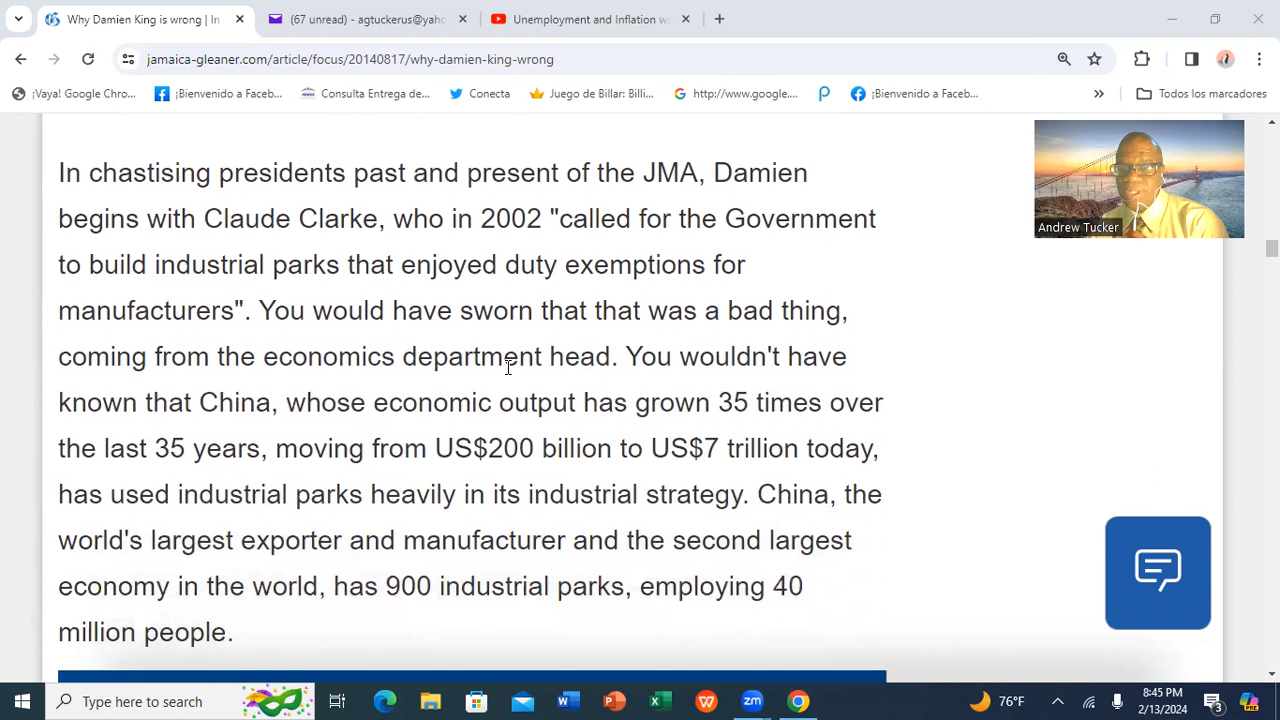 Why Damien King is wrong | In
(67 unread) - agtuckerus@yaho
Unemployment and Inflation w
jamaica-gleaner.com/article/focus/20140817/why-damien-king-wrong
¡Vaya! Google Chro...
¡Bienvenido a Faceb...
Consulta Entrega de...
Conecta
Juego de Billar: Billi...
http://www.google....
¡Bienvenido a Faceb...
Todos los marcadores
In chastising presidents past and present of the JMA, Damien
begins with Claude Clarke, who in 2002 "called for the Government
to build industrial parks that enjoyed duty exemptions for
manufacturers". You would have sworn that that was a bad thing,
coming from the economics department head. You wouldn't have
known that China, whose economic output has grown 35 times over
the last 35 years, moving from US$200 billion to US$7 trillion today,
has used industrial parks heavily in its industrial strategy. China, the
world's largest exporter and manufacturer and the second largest
economy in the world, has 900 industrial parks, employing 40
million people.
Andrew Tucker
Type here to search
76°F
8:45 PM
2/13/2024
3